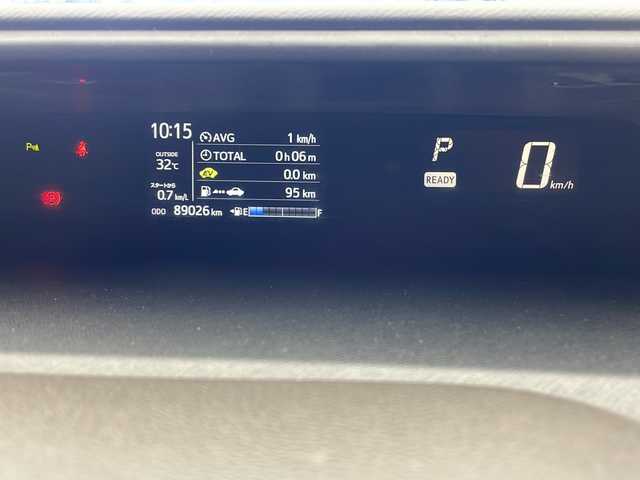 10:15
OUTSIDE
32℃
スタートから
0.7 km/L
ODO 89026 km
AVG 1 km/h
TOTAL 0h06m
EV 0.0 km
95 km
E F
P
READY
0 km/h
P
(P)